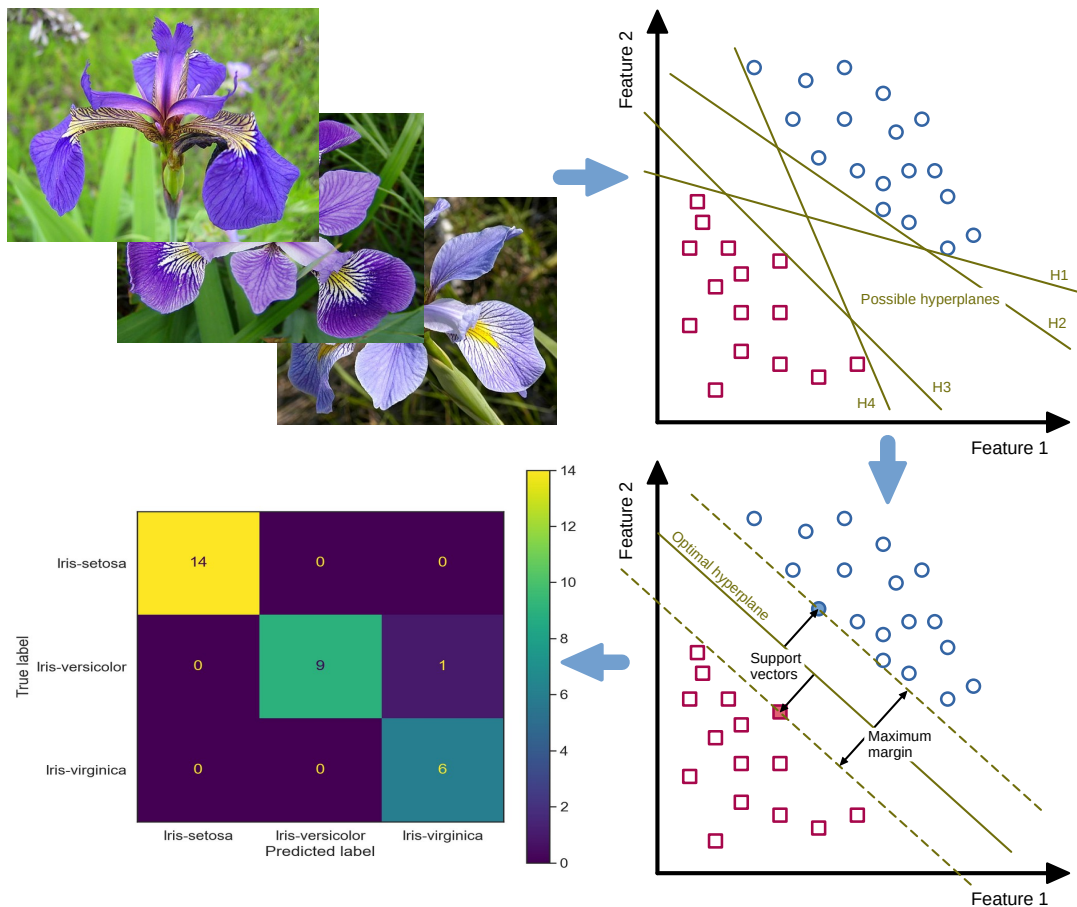 Feature 2
H1
Possible hyperplanes
H2
H3
H4
Feature 1
14
12
10
8
6
4
2
0
True label
Iris-setosa
14
0
0
Iris-versicolor
0
9
1
Iris-virginica
0
0
6
Iris-setosa
Iris-versicolor
Iris-virginica
Predicted label
Feature 2
Optimal hyperplane
Support
vectors
Maximum
margin
Feature 1